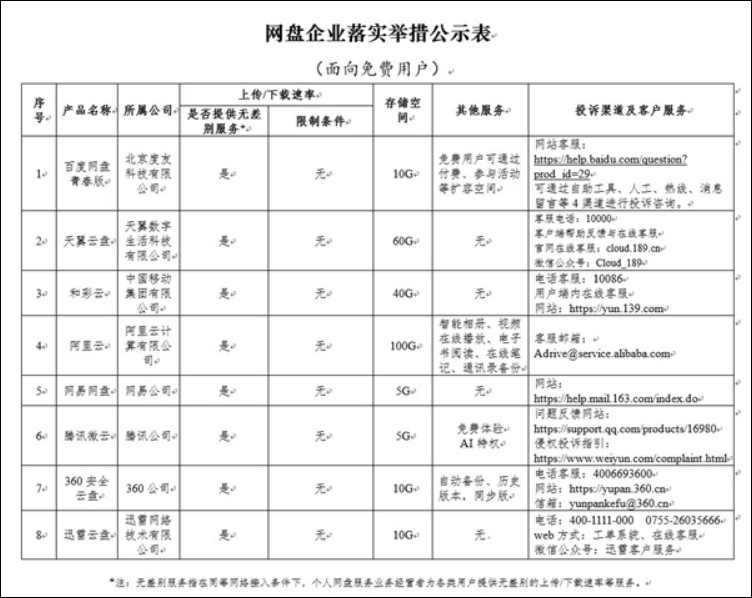 网盘企业落实举措公示表
（面向免费用户）
序号 产品名称 所属公司 上传/下载速率 存储空间 其他服务 投诉渠道及客户服务
是否提供无差别服务* 限制条件
1 百度网盘青春版 北京度友科技有限公司 是 无 10G 免费用户可通过付费、参与活动等扩容空间 网站客服：
https://help.baidu.com/question?
prod_id=29
可通过自助工具、人工、热线、消息
留言等 4 渠道进行投诉咨询。
2 天翼云盘 天翼数字生活科技有限公司 是 无 60G 无 客服电话：10000
客户端帮助反馈与在线客服
官网在线客服：cloud.189.cn
微信公众号：Cloud_189
3 和彩云 中国移动集团有限公司 是 无 40G 无 电话客服：10086
用户端内在线客服
网站：https://yun.139.com
4 阿里云 阿里云计算有限公司 是 无 100G 智能相册、视频在线播放、电子书阅读、在线笔记、通讯录备份 客服邮箱：
Adrive@service.alibaba.com
5 网易网盘 网易公司 是 无 5G 无 网站：
https://help.mail.163.com/index.do
6 腾讯微云 腾讯公司 是 无 5G 免费体验 AI 特权 问题反馈网站：
https://support.qq.com/products/16980
侵权投诉指引：
https://www.weiyun.com/complaint.html
7 360 安全云盘 360 公司 是 无 10G 自动备份、历史版本，同步版 电话客服：4006693600
网站：https://yupan.360.cn
信箱：yunpankefu@360.cn
8 迅雷云盘 迅雷网络技术有限公司 是 无 10G 无. 电话：400-1111-000 0755-26035666
web 方式：工单系统、在线客服
微信公众号：迅雷客户服务
*注：无差别服务指在同等网络接入条件下，个人网盘服务业务经营者为各类用户提供无差别的上传/下载速率等服务。